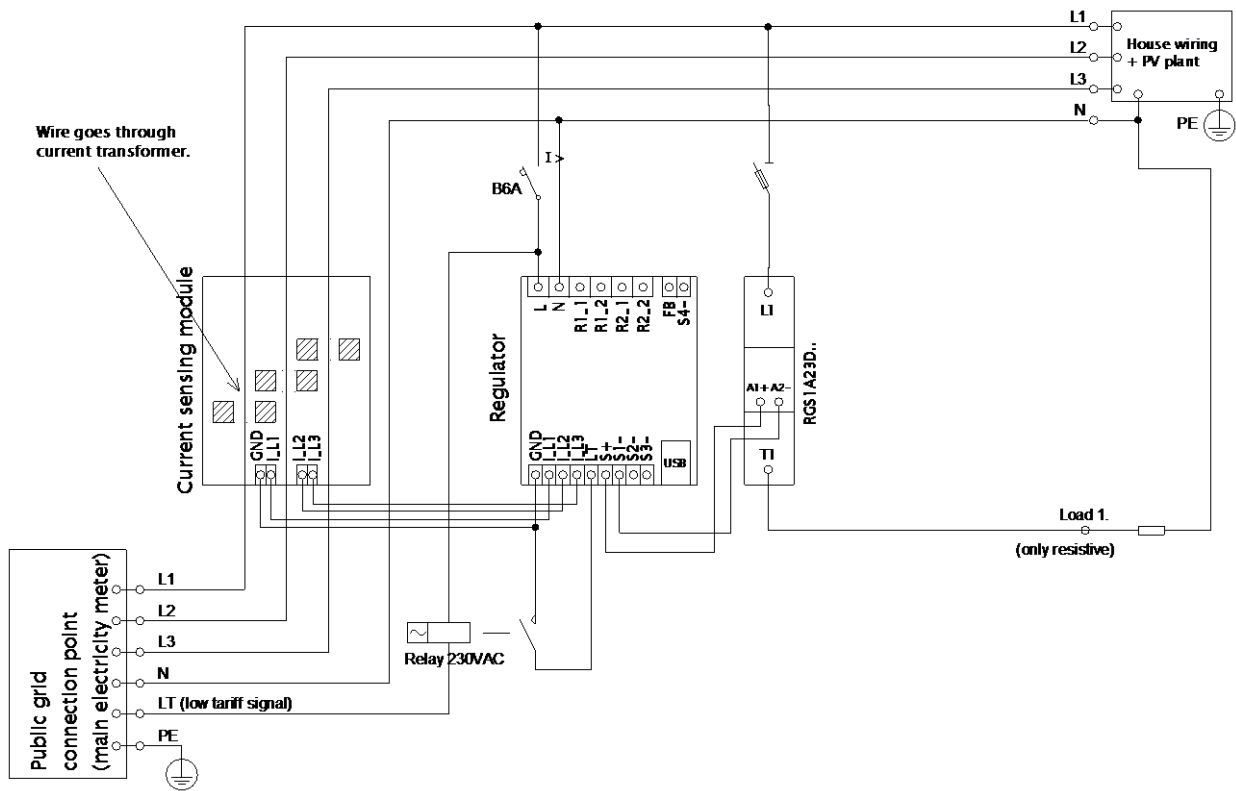 L1
L2
L3
N
House wiring
+ PV plant
PE
Wire goes through
current transformer.
I >
B6A
Current sensing module
GND
I_L1
I_L2
I_L3
Regulator
L
N
R1_1
R1_2
R2_1
R2_2
FB
S4-
GND
I_L1
I_L2
I_L3
LT
S+
S1-
S2-
S3-
USB
L1
A1+ A2-
T1
RGS1A23D..
Load 1.
(only resistive)
Relay 230VAC
Public grid
connection point
(main electricity meter)
L1
L2
L3
N
LT (low tariff signal)
PE